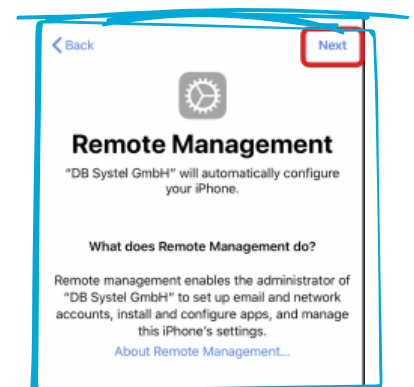 Back
Next
Remote Management
"DB Systel GmbH" will automatically configure
your iPhone.
What does Remote Management do?
Remote management enables the administrator of
"DB Systel GmbH" to set up email and network
accounts, install and configure apps, and manage
this iPhone's settings.
About Remote Management...